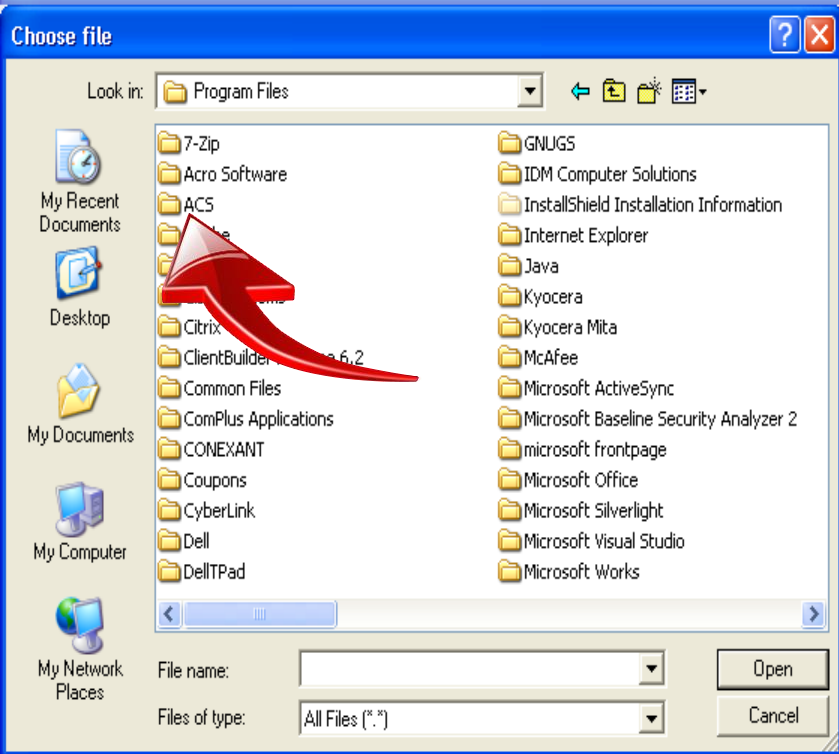 Choose file
Look in: Program Files
My Recent
Documents
Desktop
My Documents
My Computer
My Network
Places
7-Zip
Acro Software
ACS
Citrix
ClientBuilder 6.2
Common Files
ComPlus Applications
CONEXANT
Coupons
CyberLink
Dell
DellTPad
GNUGS
IDM Computer Solutions
InstallShield Installation Information
Internet Explorer
Java
Kyocera
Kyocera Mita
McAfee
Microsoft ActiveSync
Microsoft Baseline Security Analyzer 2
microsoft frontpage
Microsoft Office
Microsoft Silverlight
Microsoft Visual Studio
Microsoft Works
File name:
Open
Files of type: All Files (*.*)
Cancel